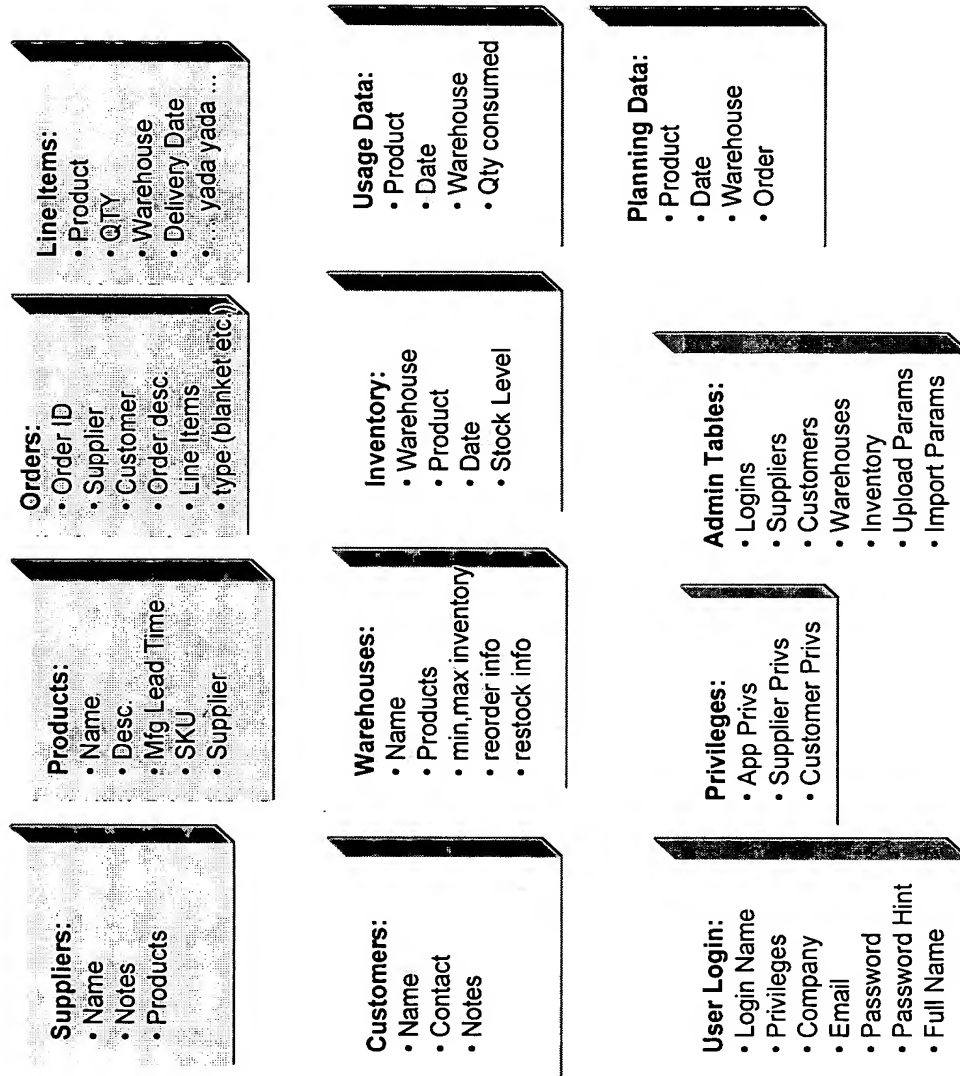 Suppliers:
• Name
• Notes
• Products
Products:
• Name
• Desc.
• Mfg Lead Time
• SKU
• Supplier
Orders:
• Order ID
• Supplier
• Customer
• Order desc.
• Line Items
• type (blanket etc.)
Line Items:
• Product
• QTY
• Warehouse
• Delivery Date
• ... yada yada ...
Customers:
• Name
• Contact
• Notes
Warehouses:
• Name
• Products
• min,max inventory
• reorder info
• restock info
Inventory:
• Warehouse
• Product
• Date
• Stock Level
Usage Data:
• Product
• Date
• Warehouse
• Qty consumed
User Login:
• Login Name
• Privileges
• Company
• Email
• Password
• Password Hint
• Full Name
Privileges:
• App Privs
• Supplier Privs
• Customer Privs
Admin Tables:
• Logins
• Suppliers
• Customers
• Warehouses
• Inventory
• Upload Params
• Import Params
Planning Data:
• Product
• Date
• Warehouse
• Order